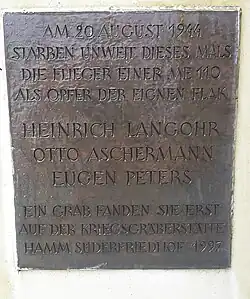 AM 20 AUGUST 1944
STARBEN UNWEIT DIESES MALS
DIE FLIEGER EINER ME 110
ALS OPFER DER EIGNEN FLAK
HEINRICH LANGOHR
OTTO ASCHERMANN
EUGEN PETERS
EIN GRAB FANDEN SIE ERST
AUF DER KRIEGSGRÄBERSTÄTTE
HAMM SÜDERFRIEDHOF 1997